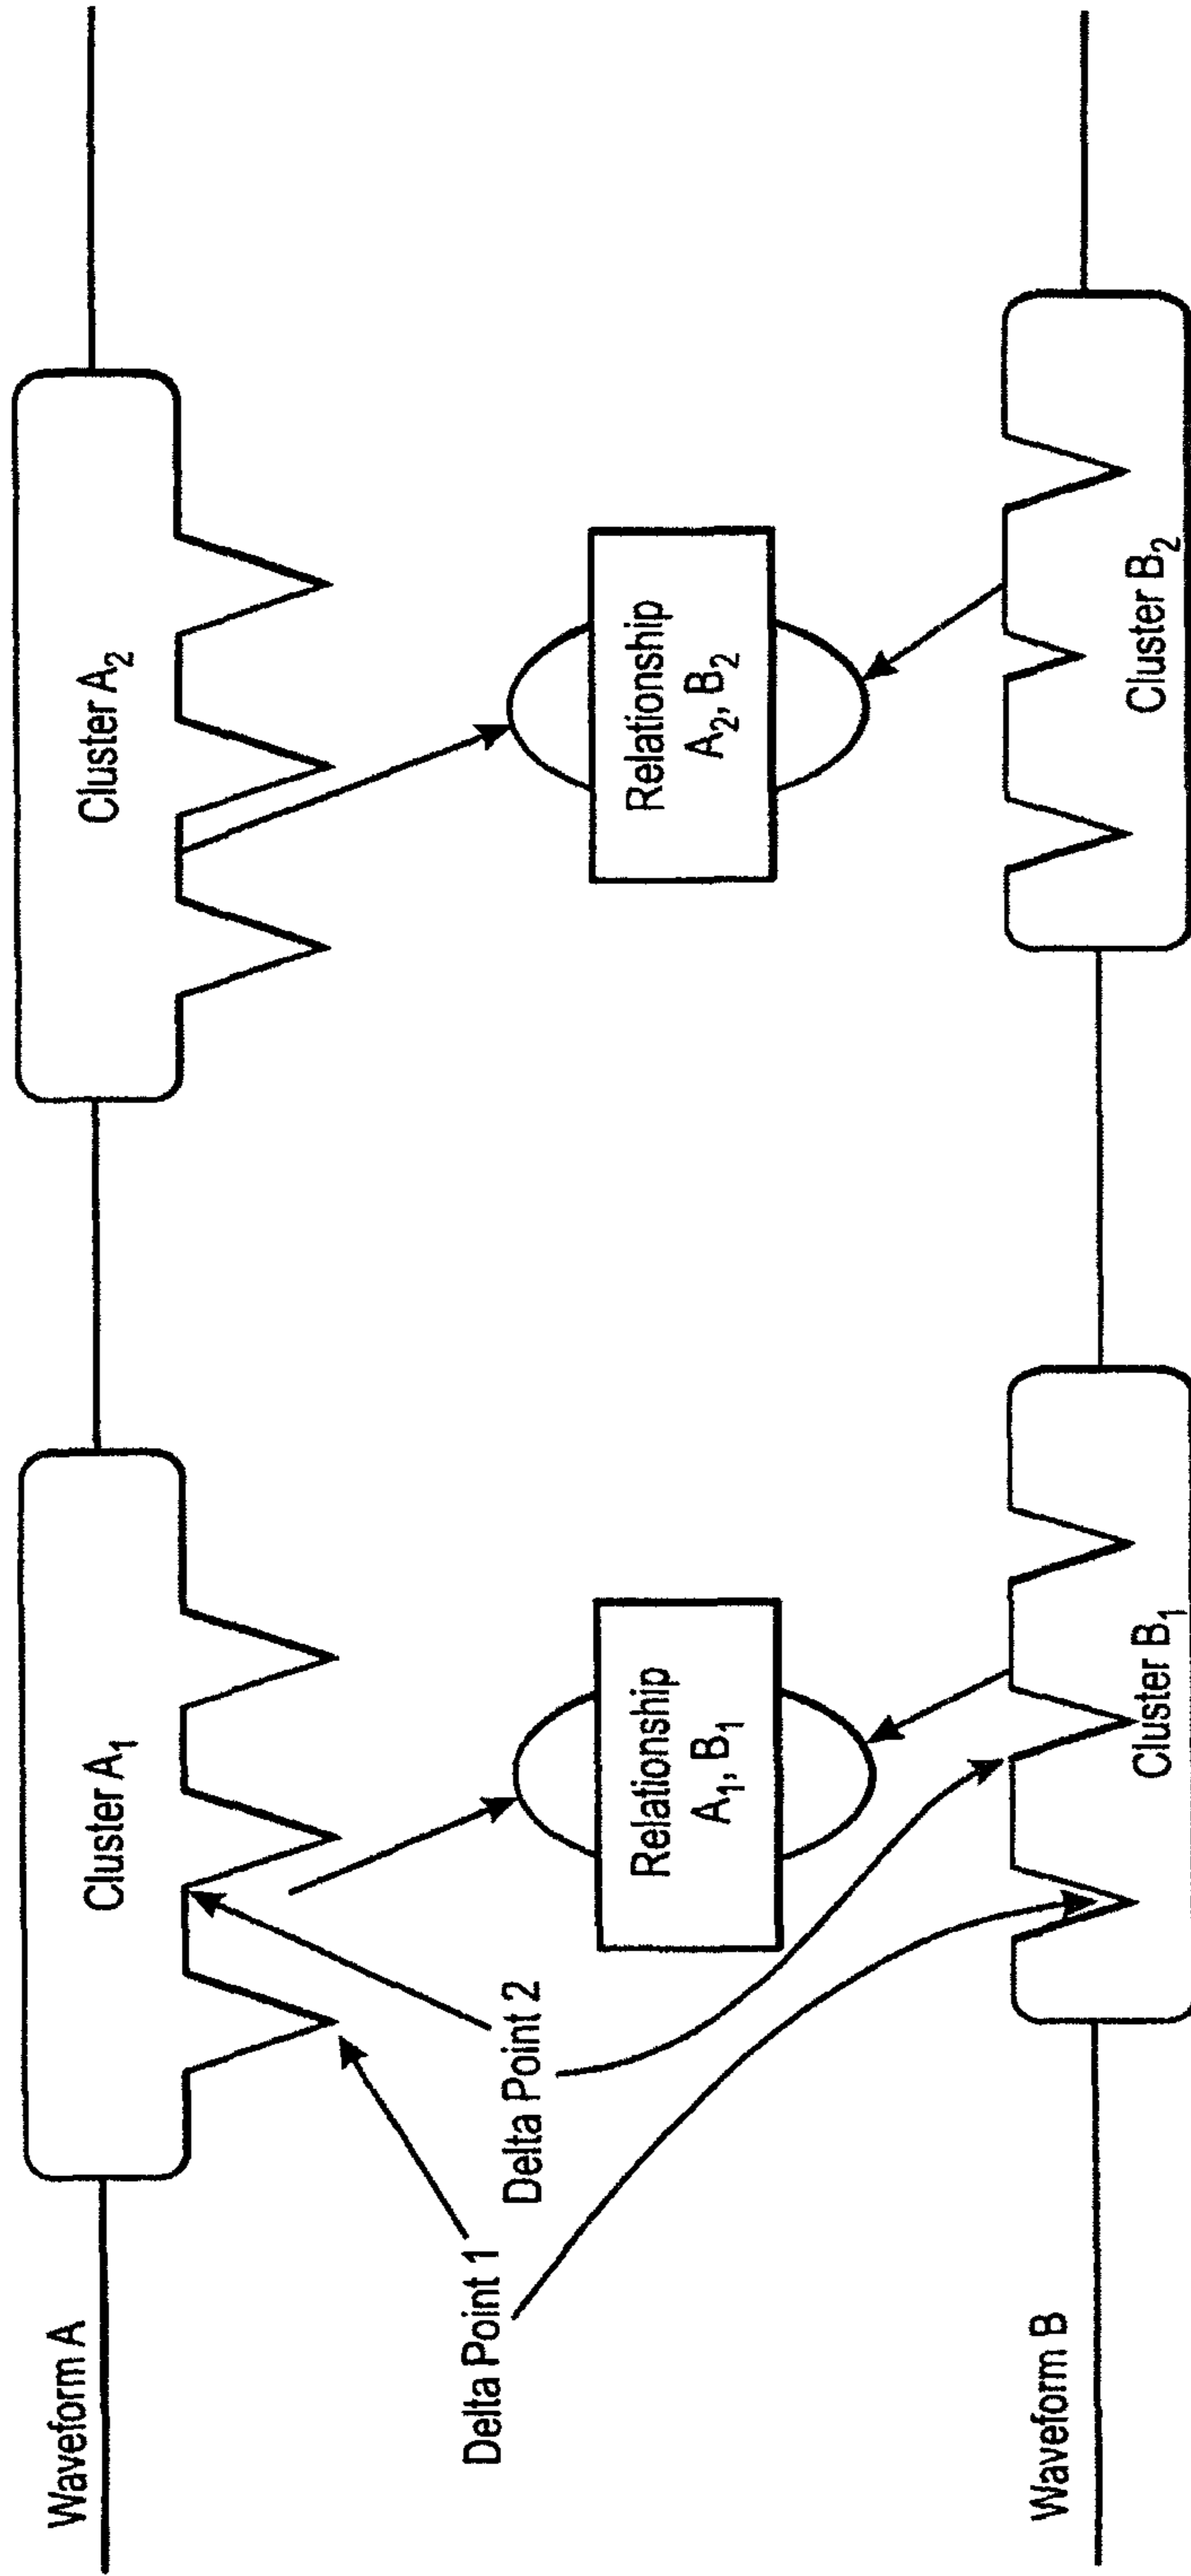 Waveform A
Cluster A₁
Cluster A₂
Delta Point 1
Delta Point 2
Relationship
A₁, B₁
Relationship
A₂, B₂
Waveform B
Cluster B₁
Cluster B₂